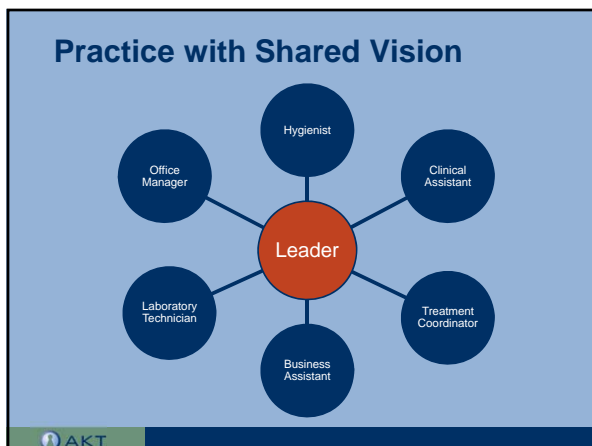 Practice with Shared Vision
Hygienist
Office
Manager
Clinical
Assistant
Leader
Laboratory
Technician
Treatment
Coordinator
Business
Assistant
AKT